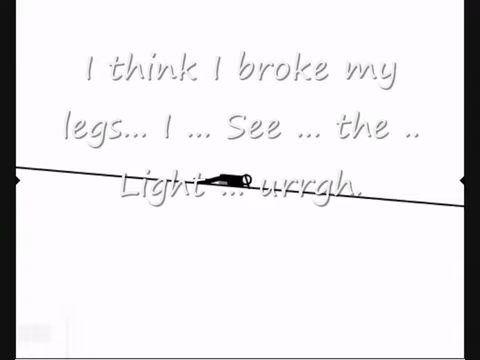 I think I broke my
legs... I ... See ... the ..
Light ... urrgh.